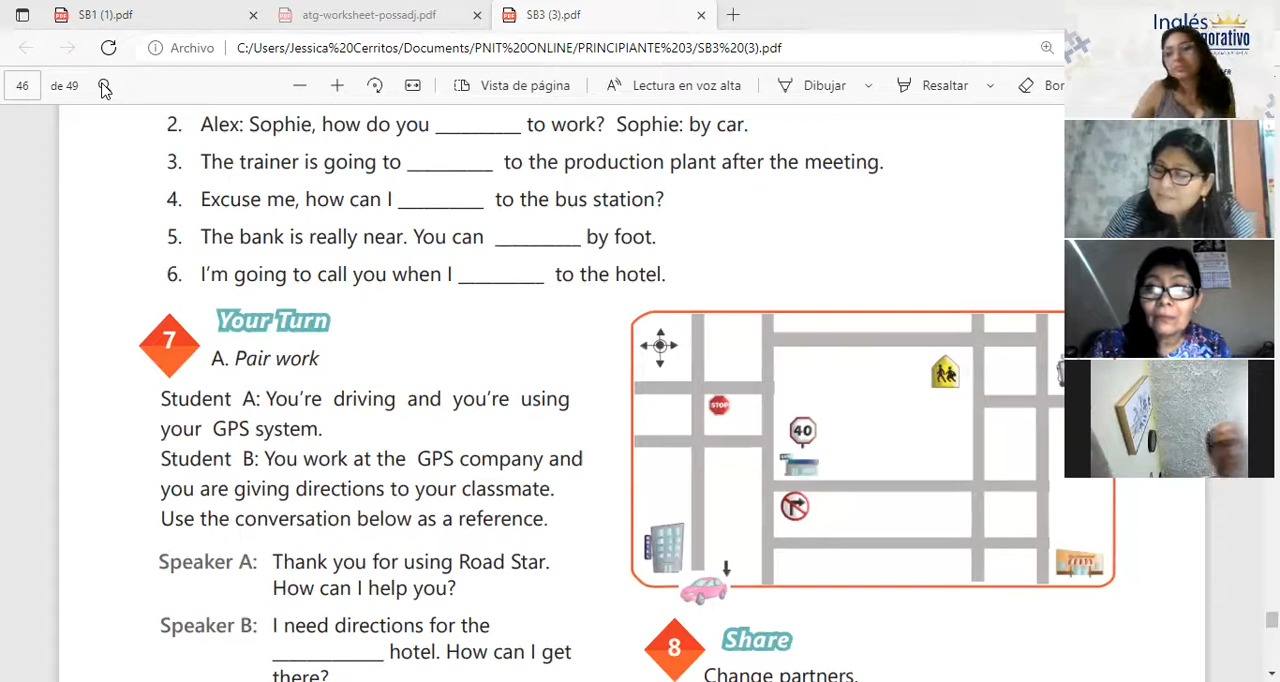 SB1 (1).pdf
atg-worksheet-possadj.pdf
SB3 (3).pdf
Archivo
C:/Users/Jessica%20Cerritos/Documents/PNIT%20ONLINE/PRINCIPIANTE%203/SB3%20(3).pdf
46
de 49
Vista de página
Lectura en voz alta
Dibujar
Resaltar
Bor
Inglés
2. Alex: Sophie, how do you ________ to work? Sophie: by car.
3. The trainer is going to ________ to the production plant after the meeting.
4. Excuse me, how can I ________ to the bus station?
5. The bank is really near. You can ________ by foot.
6. I'm going to call you when I ________ to the hotel.
7
Your Turn
A. Pair work
Student A: You're driving and you're using
your GPS system.
Student B: You work at the GPS company and
you are giving directions to your classmate.
Use the conversation below as a reference.
Speaker A: Thank you for using Road Star.
How can I help you?
Speaker B: I need directions for the
__________ hotel. How can I get
there?
STOP
40
8
Share
Change partners.